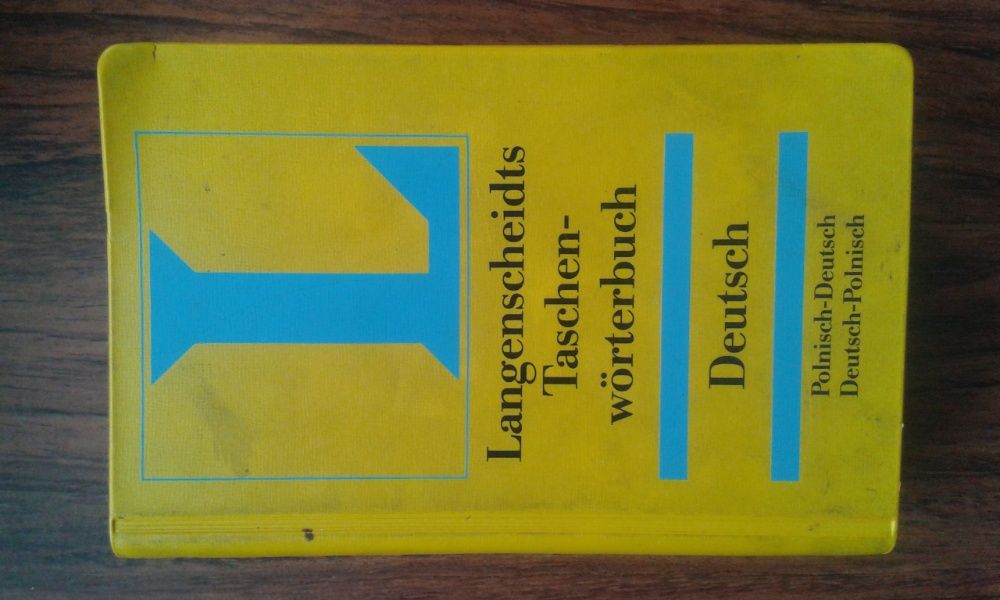 L
Langenscheidts
Taschen-
wörterbuch
Deutsch
Polnisch-Deutsch
Deutsch-Polnisch